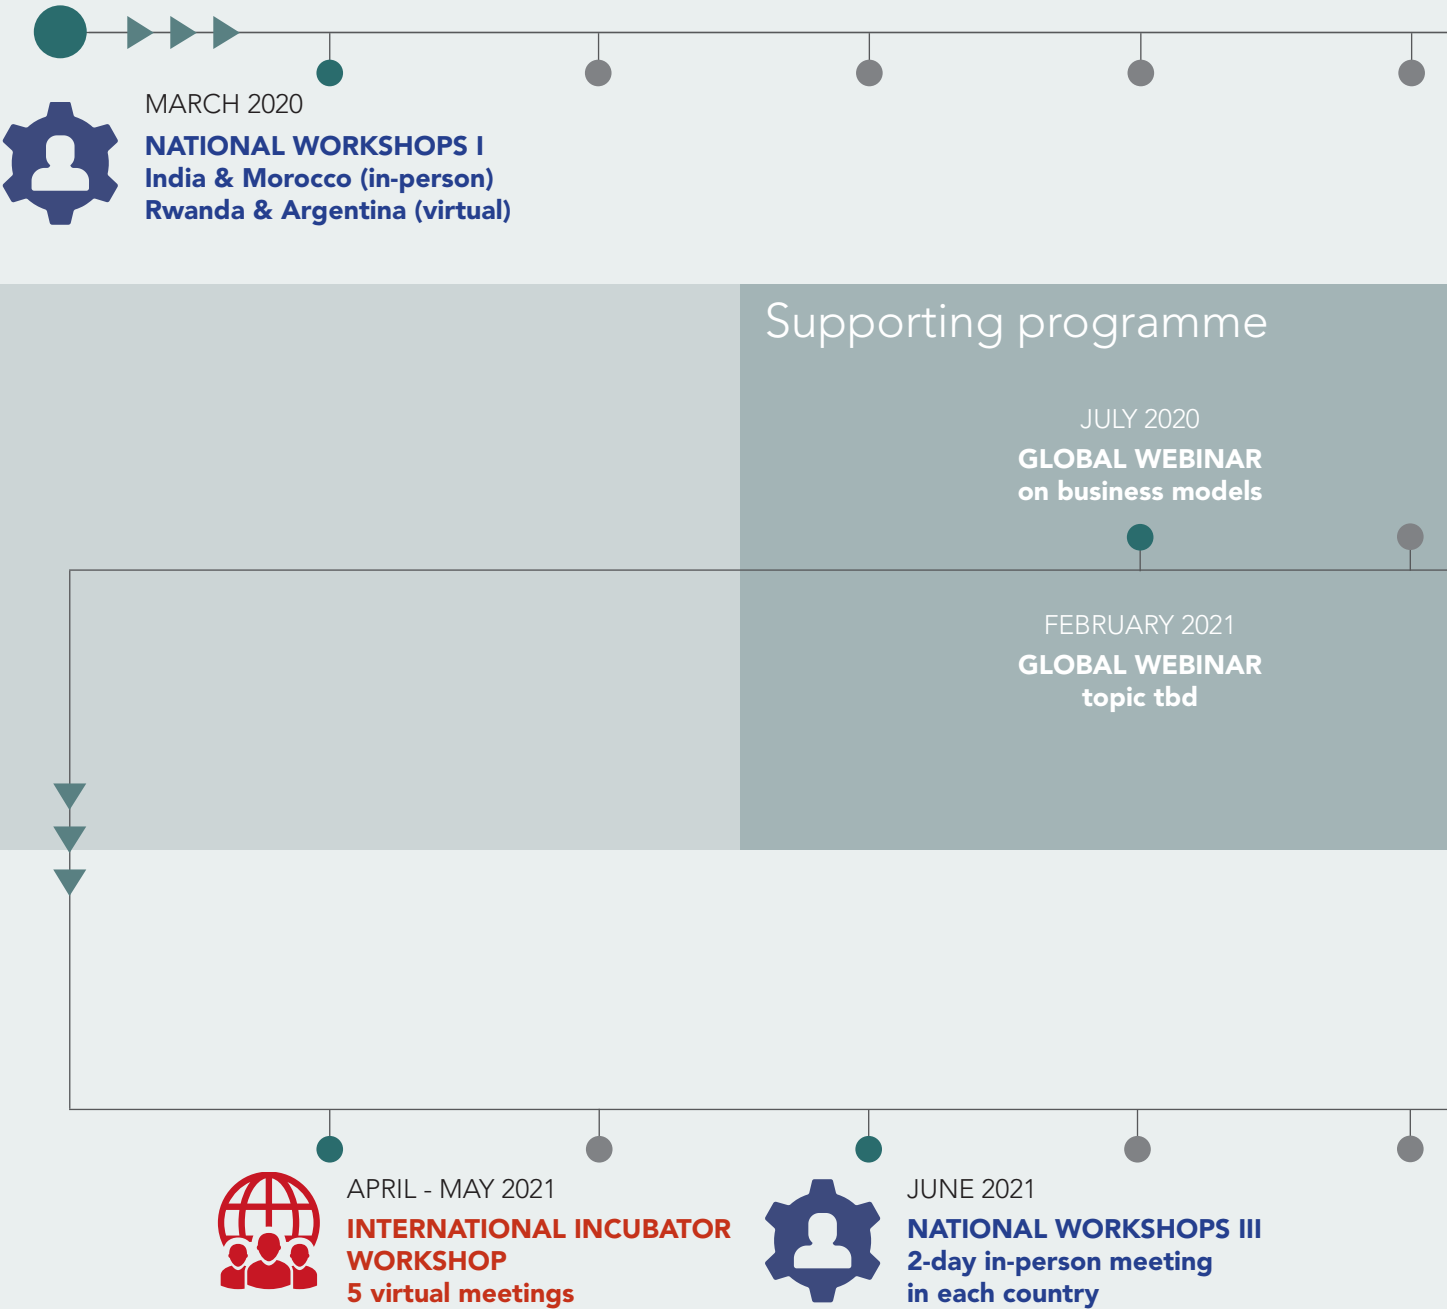 MARCH 2020
NATIONAL WORKSHOPS I
India & Morocco (in-person)
Rwanda & Argentina (virtual)
Supporting programme
JULY 2020
GLOBAL WEBINAR
on business models
FEBRUARY 2021
GLOBAL WEBINAR
topic tbd
APRIL - MAY 2021
INTERNATIONAL INCUBATOR
WORKSHOP
5 virtual meetings
JUNE 2021
NATIONAL WORKSHOPS III
2-day in-person meeting
in each country